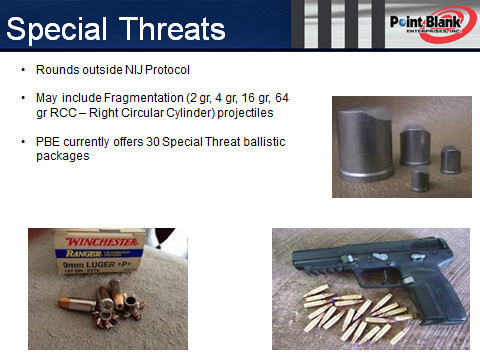 Special Threats
Point Blank
ENTERPRISES, INC
• Rounds outside NIJ Protocol
• May include Fragmentation (2 gr, 4 gr, 16 gr, 64
gr RCC – Right Circular Cylinder) projectiles
• PBE currently offers 30 Special Threat ballistic
packages
WINCHESTER
RANGER
9mm LUGER +P+